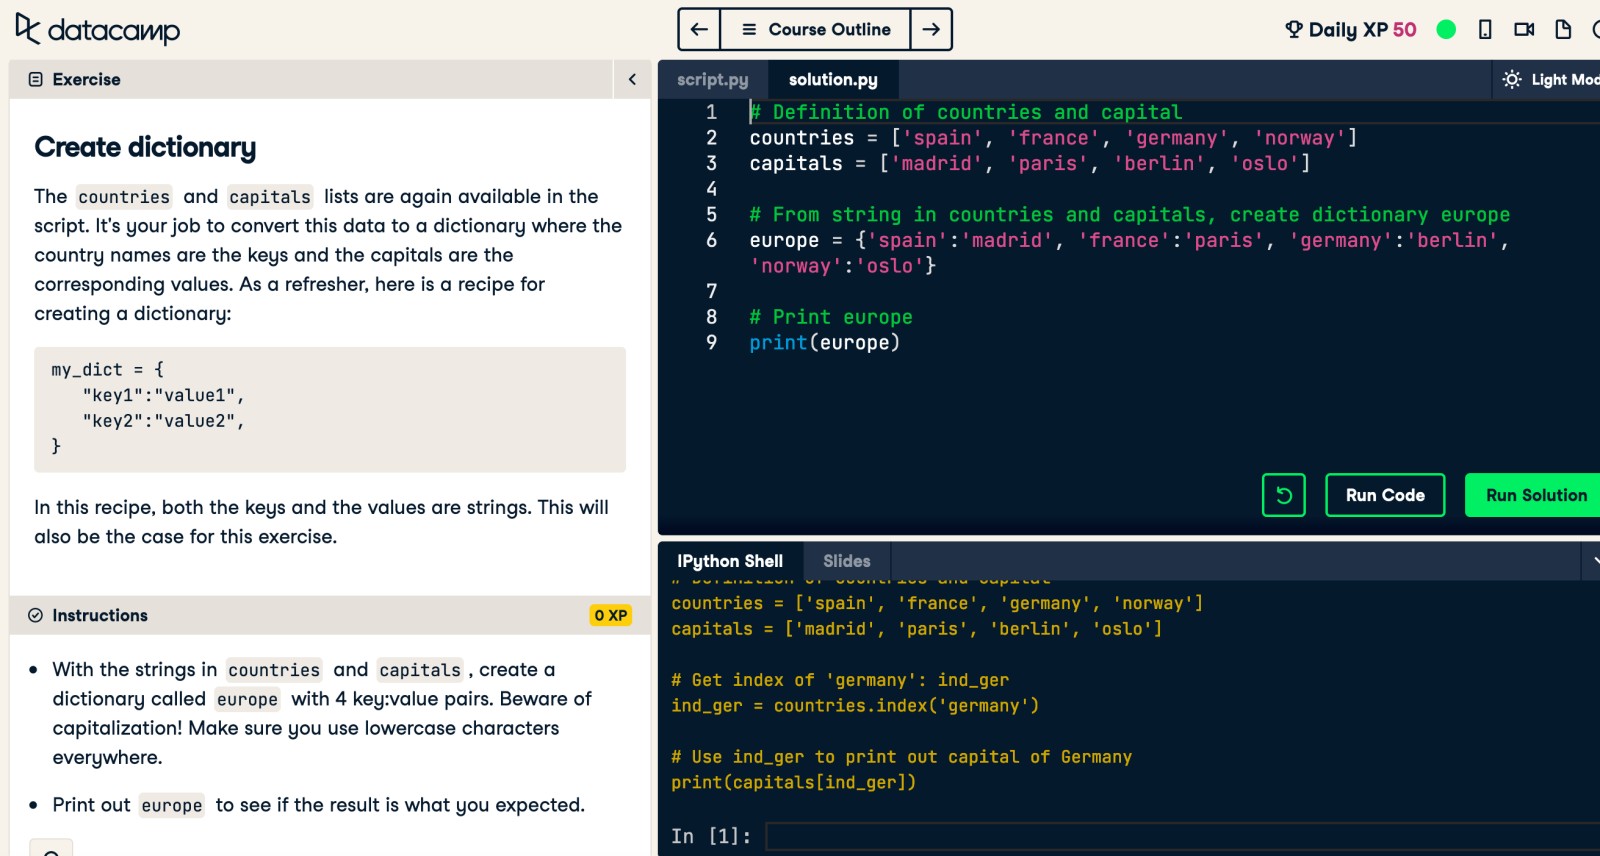 datacamp
Course Outline
Daily XP 50
Exercise
Create dictionary
The countries and capitals lists are again available in the
script. It's your job to convert this data to a dictionary where the
country names are the keys and the capitals are the
corresponding values. As a refresher, here is a recipe for
creating a dictionary:
my_dict = {
"key1":"value1",
"key2":"value2",
}
In this recipe, both the keys and the values are strings. This will
also be the case for this exercise.
Instructions
0 XP
• With the strings in countries and capitals , create a
dictionary called europe with 4 key:value pairs. Beware of
capitalization! Make sure you use lowercase characters
everywhere.
• Print out europe to see if the result is what you expected.
script.py
solution.py
Light Mod
1 # Definition of countries and capital
2 countries = ['spain', 'france', 'germany', 'norway']
3 capitals = ['madrid', 'paris', 'berlin', 'oslo']
4
5 # From string in countries and capitals, create dictionary europe
6 europe = {'spain':'madrid', 'france':'paris', 'germany':'berlin',
'norway':'oslo'}
7
8 # Print europe
9 print(europe)
Run Code
Run Solution
IPython Shell
Slides
# Definition of countries and capital
countries = ['spain', 'france', 'germany', 'norway']
capitals = ['madrid', 'paris', 'berlin', 'oslo']
# Get index of 'germany': ind_ger
ind_ger = countries.index('germany')
# Use ind_ger to print out capital of Germany
print(capitals[ind_ger])
In [1]: